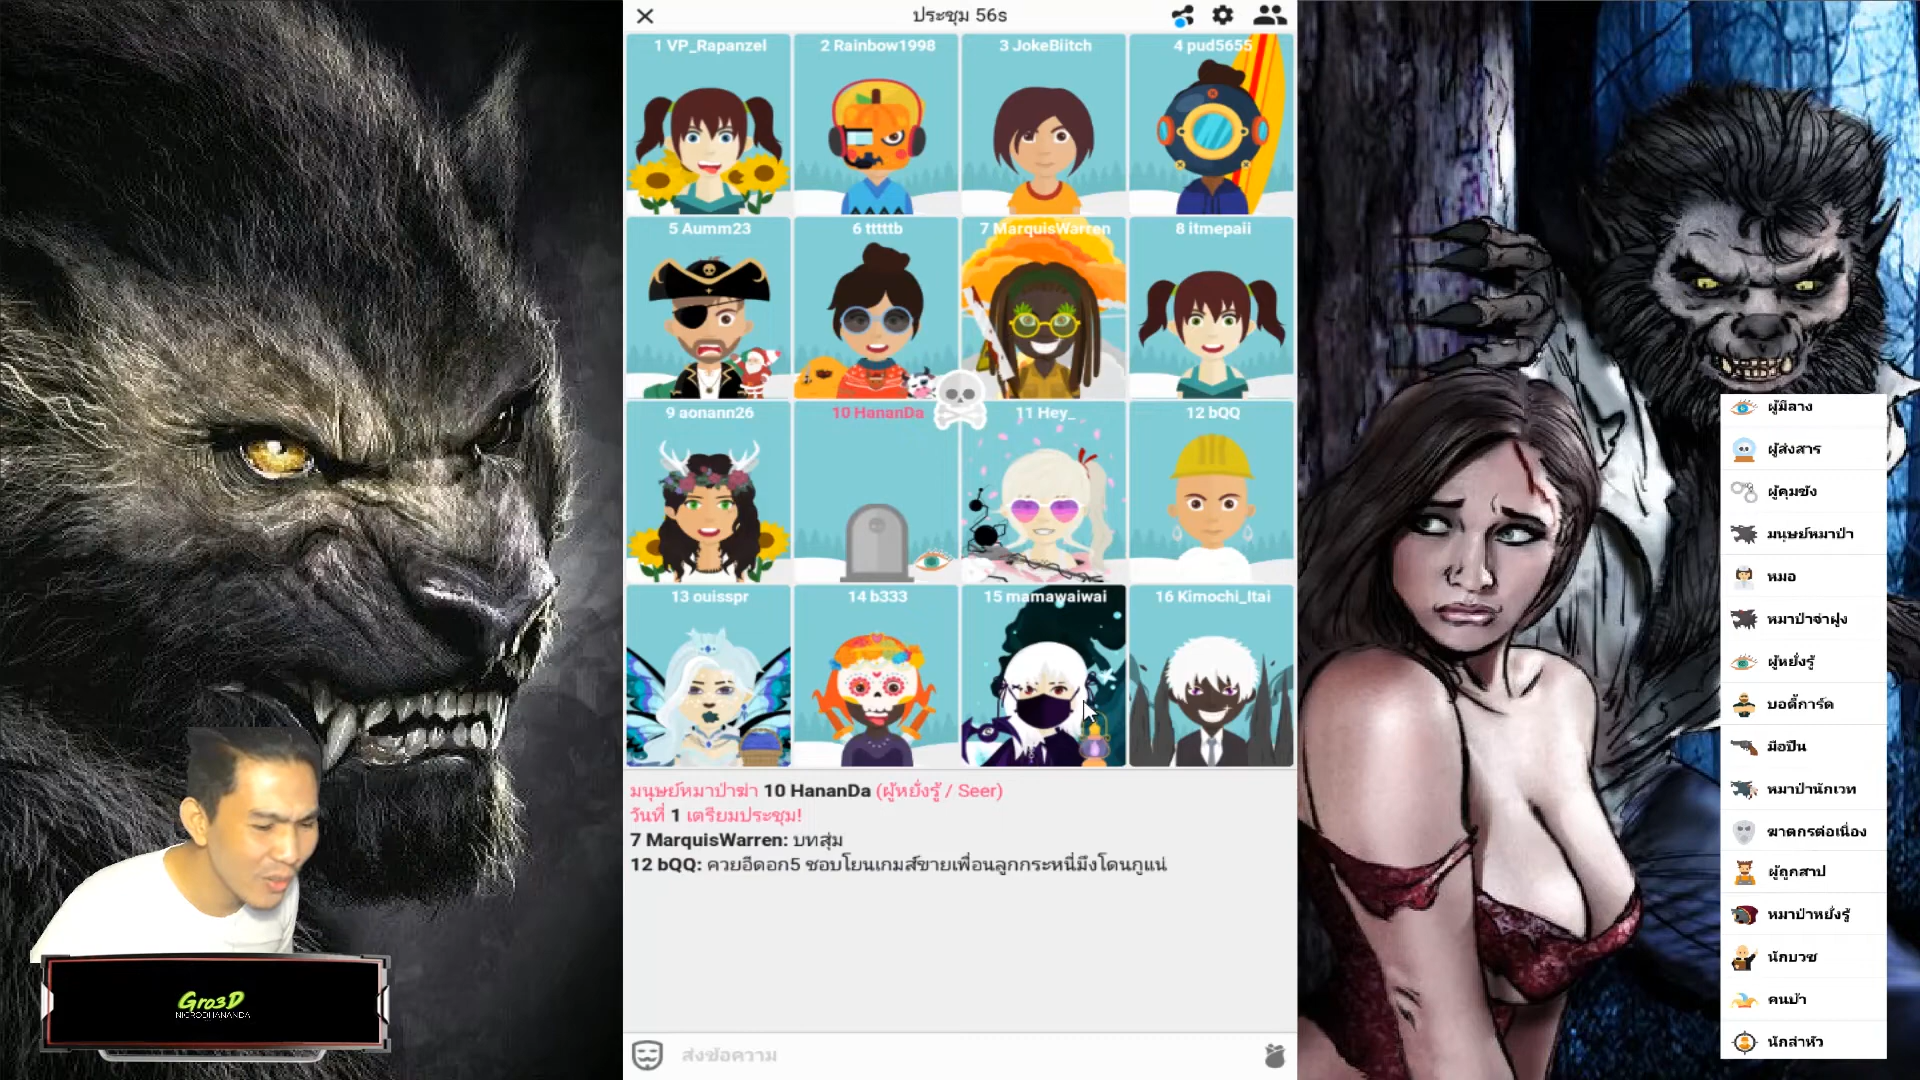 ประชุม 56s
1 VP_Rapanzel
2 Rainbow1998
3 JokeBiitch
4 pud5655
5 Aumm23
6 tttttb
7 MarquisWarren
8 itmepaii
9 aonann26
10 HananDa
11 Hey_
12 bQQ
13 ouisspr
14 b333
15 mamawaiwai
16 Kimochi_Itai
มนุษย์หมาป่าฆ่า 10 HananDa (ผู้หยั่งรู้ / Seer)
วันที่ 1 เตรียมประชุม!
7 MarquisWarren: บทสุ่ม
12 bQQ: ควยอีดอก5 ชอบโยนเกมส์ขายเพื่อนลูกกระหนี่มึงโดนกูแน่
ส่งข้อความ
ผู้มีลาง
ผู้ส่งสาร
ผู้คุมขัง
มนุษย์หมาป่า
หมอ
หมาป่าจ่าฝูง
ผู้หยั่งรู้
บอดี้การ์ด
มือปืน
หมาป่านักเวท
ฆาตกรต่อเนื่อง
ผู้ถูกสาป
หมาป่าหยั่งรู้
นักบวช
คนบ้า
นักล่าหัว
Gro3D
NIGRODHANANDA